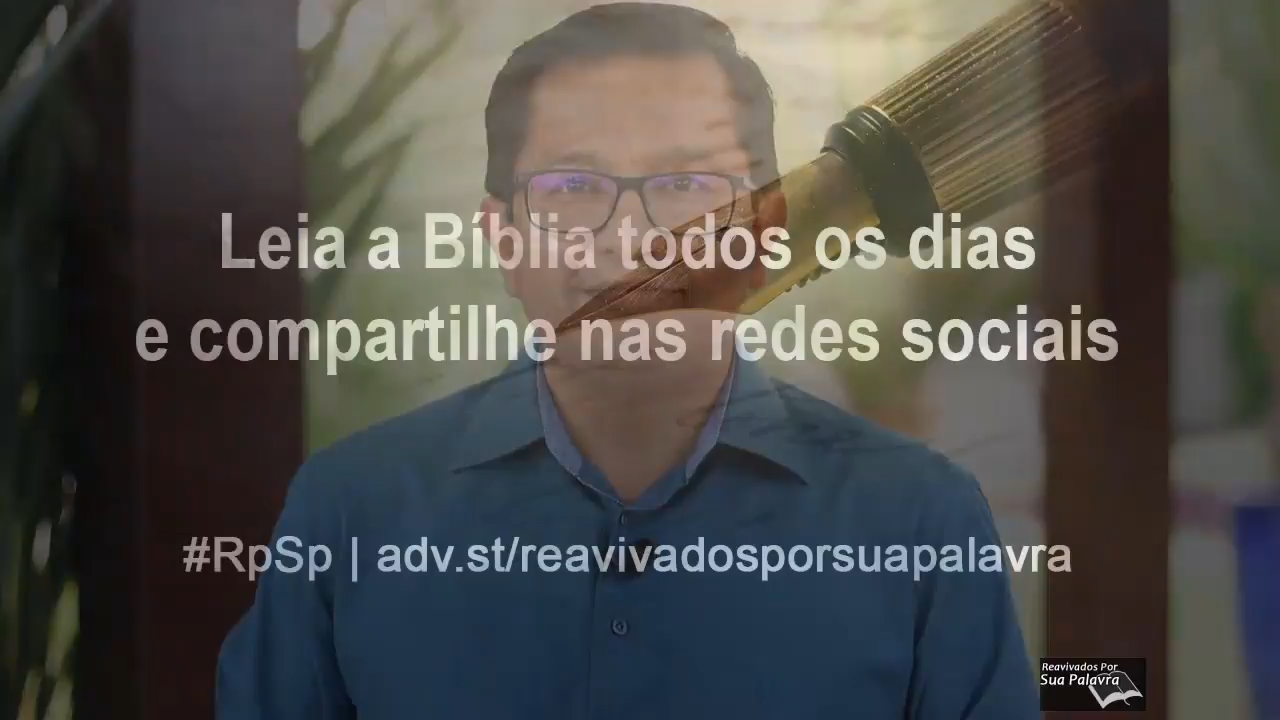 Leia a Bíblia todos os dias
e compartilhe nas redes sociais
#RpSp | adv.st/reavivadosporsuapalavra
Reavivados Por
Sua Palavra